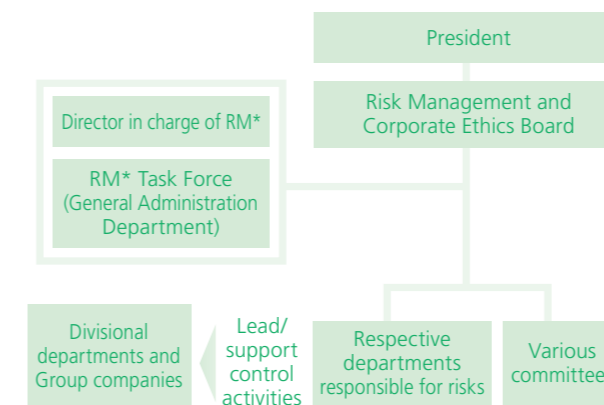 President
Risk Management and
Corporate Ethics Board
Director in charge of RM*
RM* Task Force
(General Administration
Department)
Divisional
departments and
Group companies
Lead/
support
control
activities
Respective
departments
responsible for risks
Various
committee